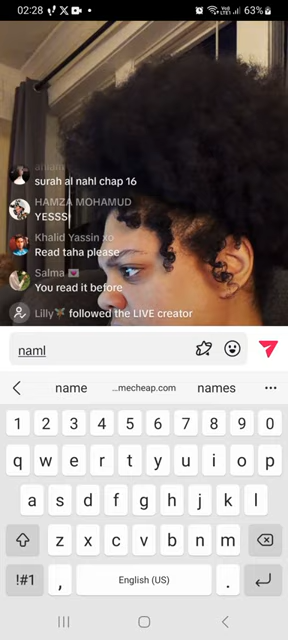 02:28
63%
surah al nahl chap 16
HAMZA MOHAMUD
YESSS!
Khalid Yassin xo
Read taha please
Salma 💌
You read it before
Lilly🌿 followed the LIVE creator
naml
name ...mecheap.com names
1 2 3 4 5 6 7 8 9 0
q w e r t y u i o p
a s d f g h j k l
z x c v b n m
!#1 , English (US) .